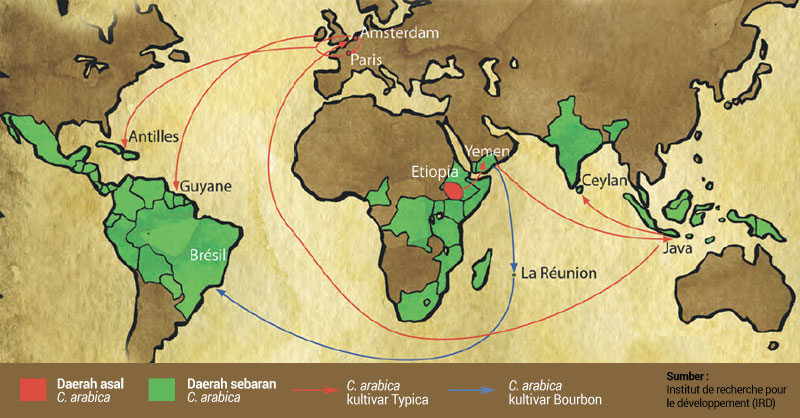 Amsterdam
Paris
Antilles
Yemen
Etiopia
Guyane
Ceylan
Java
Brésil
La Réunion
Daerah asal
C. arabica
Daerah sebaran
C. arabica
C. arabica
kultivar Typica
C. arabica
kultivar Bourbon
Sumber :
Institut de recherche pour
le développement (IRD)